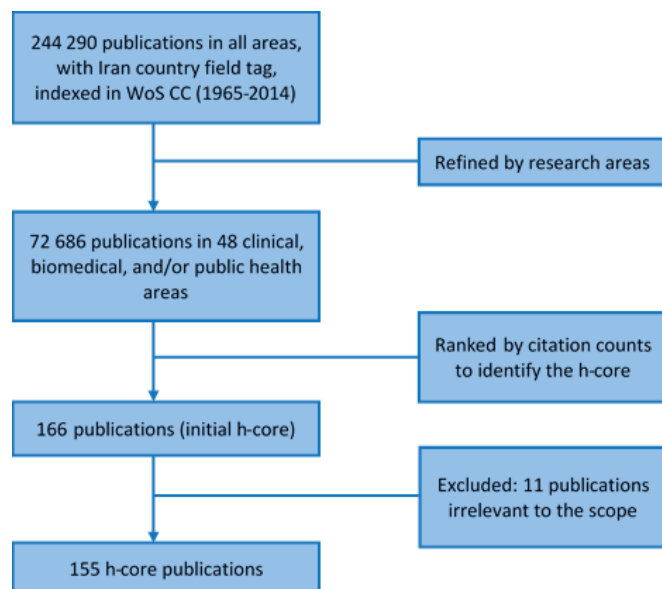 244 290 publications in all areas,
with Iran country field tag,
indexed in WoS CC (1965-2014)
Refined by research areas
72 686 publications in 48 clinical,
biomedical, and/or public health
areas
Ranked by citation counts
to identify the h-core
166 publications (initial h-core)
Excluded: 11 publications
irrelevant to the scope
155 h-core publications